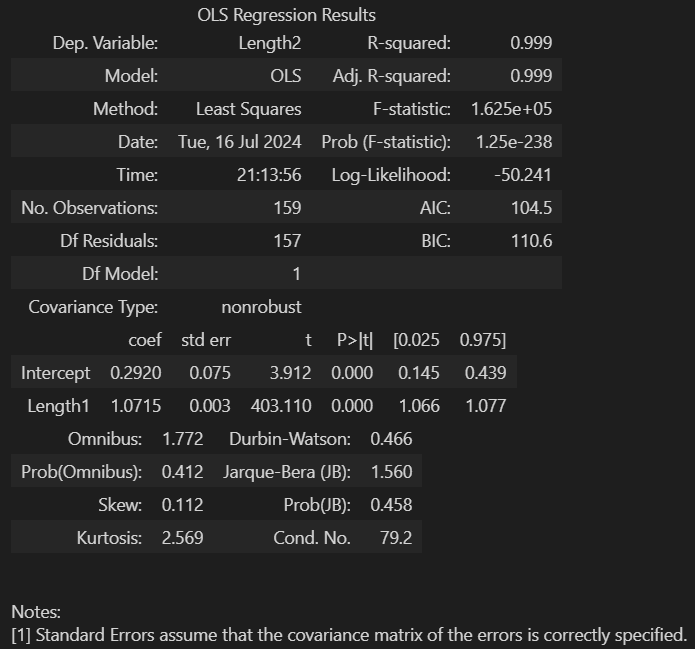 OLS Regression Results
Dep. Variable: Length2 R-squared: 0.999
Model: OLS Adj. R-squared: 0.999
Method: Least Squares F-statistic: 1.625e+05
Date: Tue, 16 Jul 2024 Prob (F-statistic): 1.25e-238
Time: 21:13:56 Log-Likelihood: -50.241
No. Observations: 159 AIC: 104.5
Df Residuals: 157 BIC: 110.6
Df Model: 1
Covariance Type: nonrobust
coef std err t P>|t| [0.025 0.975]
Intercept 0.2920 0.075 3.912 0.000 0.145 0.439
Length1 1.0715 0.003 403.110 0.000 1.066 1.077
Omnibus: 1.772 Durbin-Watson: 0.466
Prob(Omnibus): 0.412 Jarque-Bera (JB): 1.560
Skew: 0.112 Prob(JB): 0.458
Kurtosis: 2.569 Cond. No. 79.2
Notes:
[1] Standard Errors assume that the covariance matrix of the errors is correctly specified.